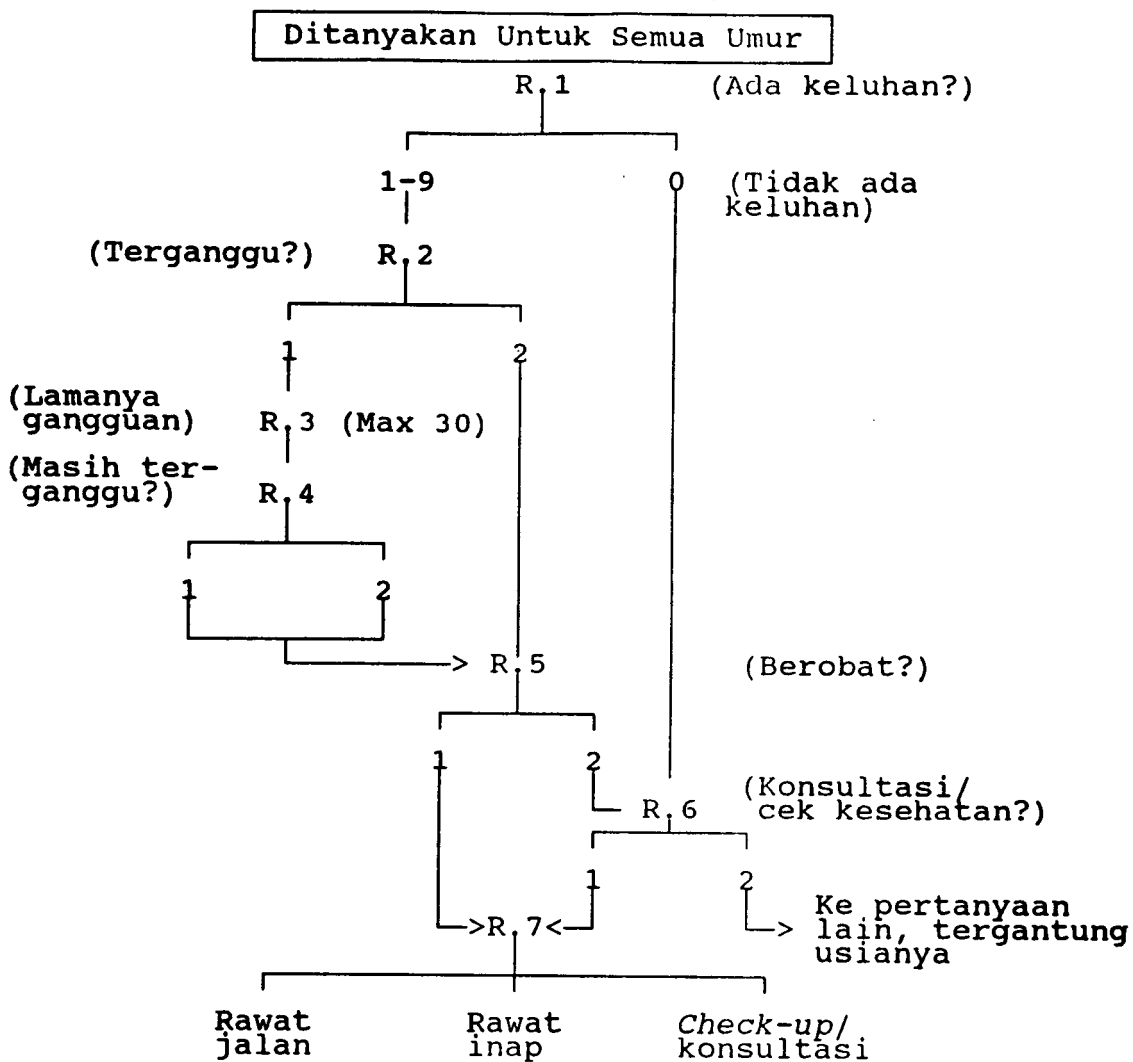 Ditanyakan Untuk Semua Umur
R.1 (Ada keluhan?)
1-9 0 (Tidak ada
keluhan)
(Terganggu?) R.2
1 2
(Lamanya
gangguan) R.3 (Max 30)
(Masih ter-
ganggu?) R.4
1 2
> R.5 (Berobat?)
1 2
(Konsultasi/
R.6 cek kesehatan?)
1 2
>R.7< > Ke pertanyaan
lain, tergantung
usianya
Rawat Rawat Check-up/
jalan inap konsultasi